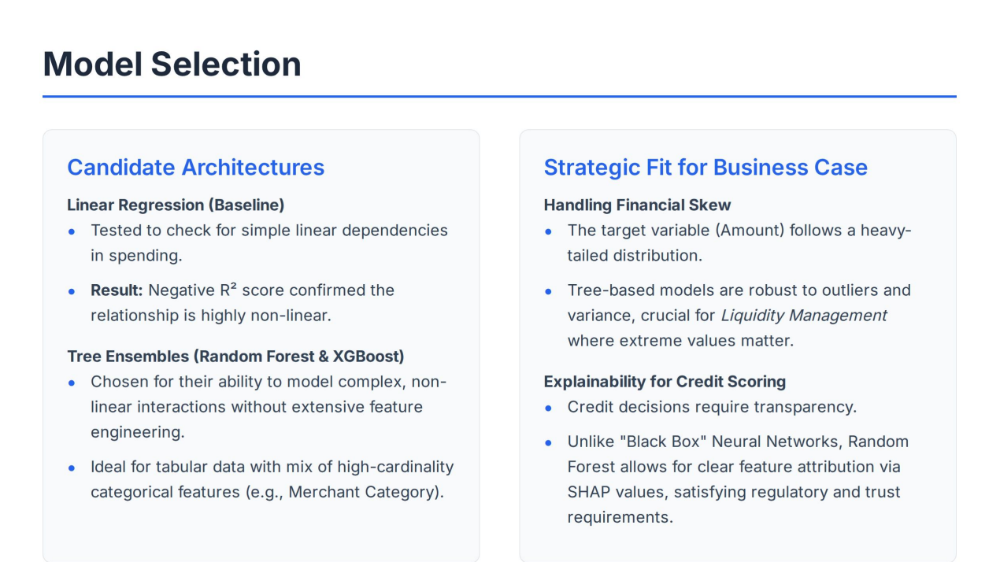 Model Selection
Candidate Architectures
Linear Regression (Baseline)
Tested to check for simple linear dependencies
in spending.
Result: Negative R² score confirmed the
relationship is highly non-linear.
Tree Ensembles (Random Forest & XGBoost)
Chosen for their ability to model complex, non-
linear interactions without extensive feature
engineering.
Ideal for tabular data with mix of high-cardinality
categorical features (e.g., Merchant Category).
Strategic Fit for Business Case
Handling Financial Skew
The target variable (Amount) follows a heavy-
tailed distribution.
Tree-based models are robust to outliers and
variance, crucial for Liquidity Management
where extreme values matter.
Explainability for Credit Scoring
Credit decisions require transparency.
Unlike "Black Box" Neural Networks, Random
Forest allows for clear feature attribution via
SHAP values, satisfying regulatory and trust
requirements.